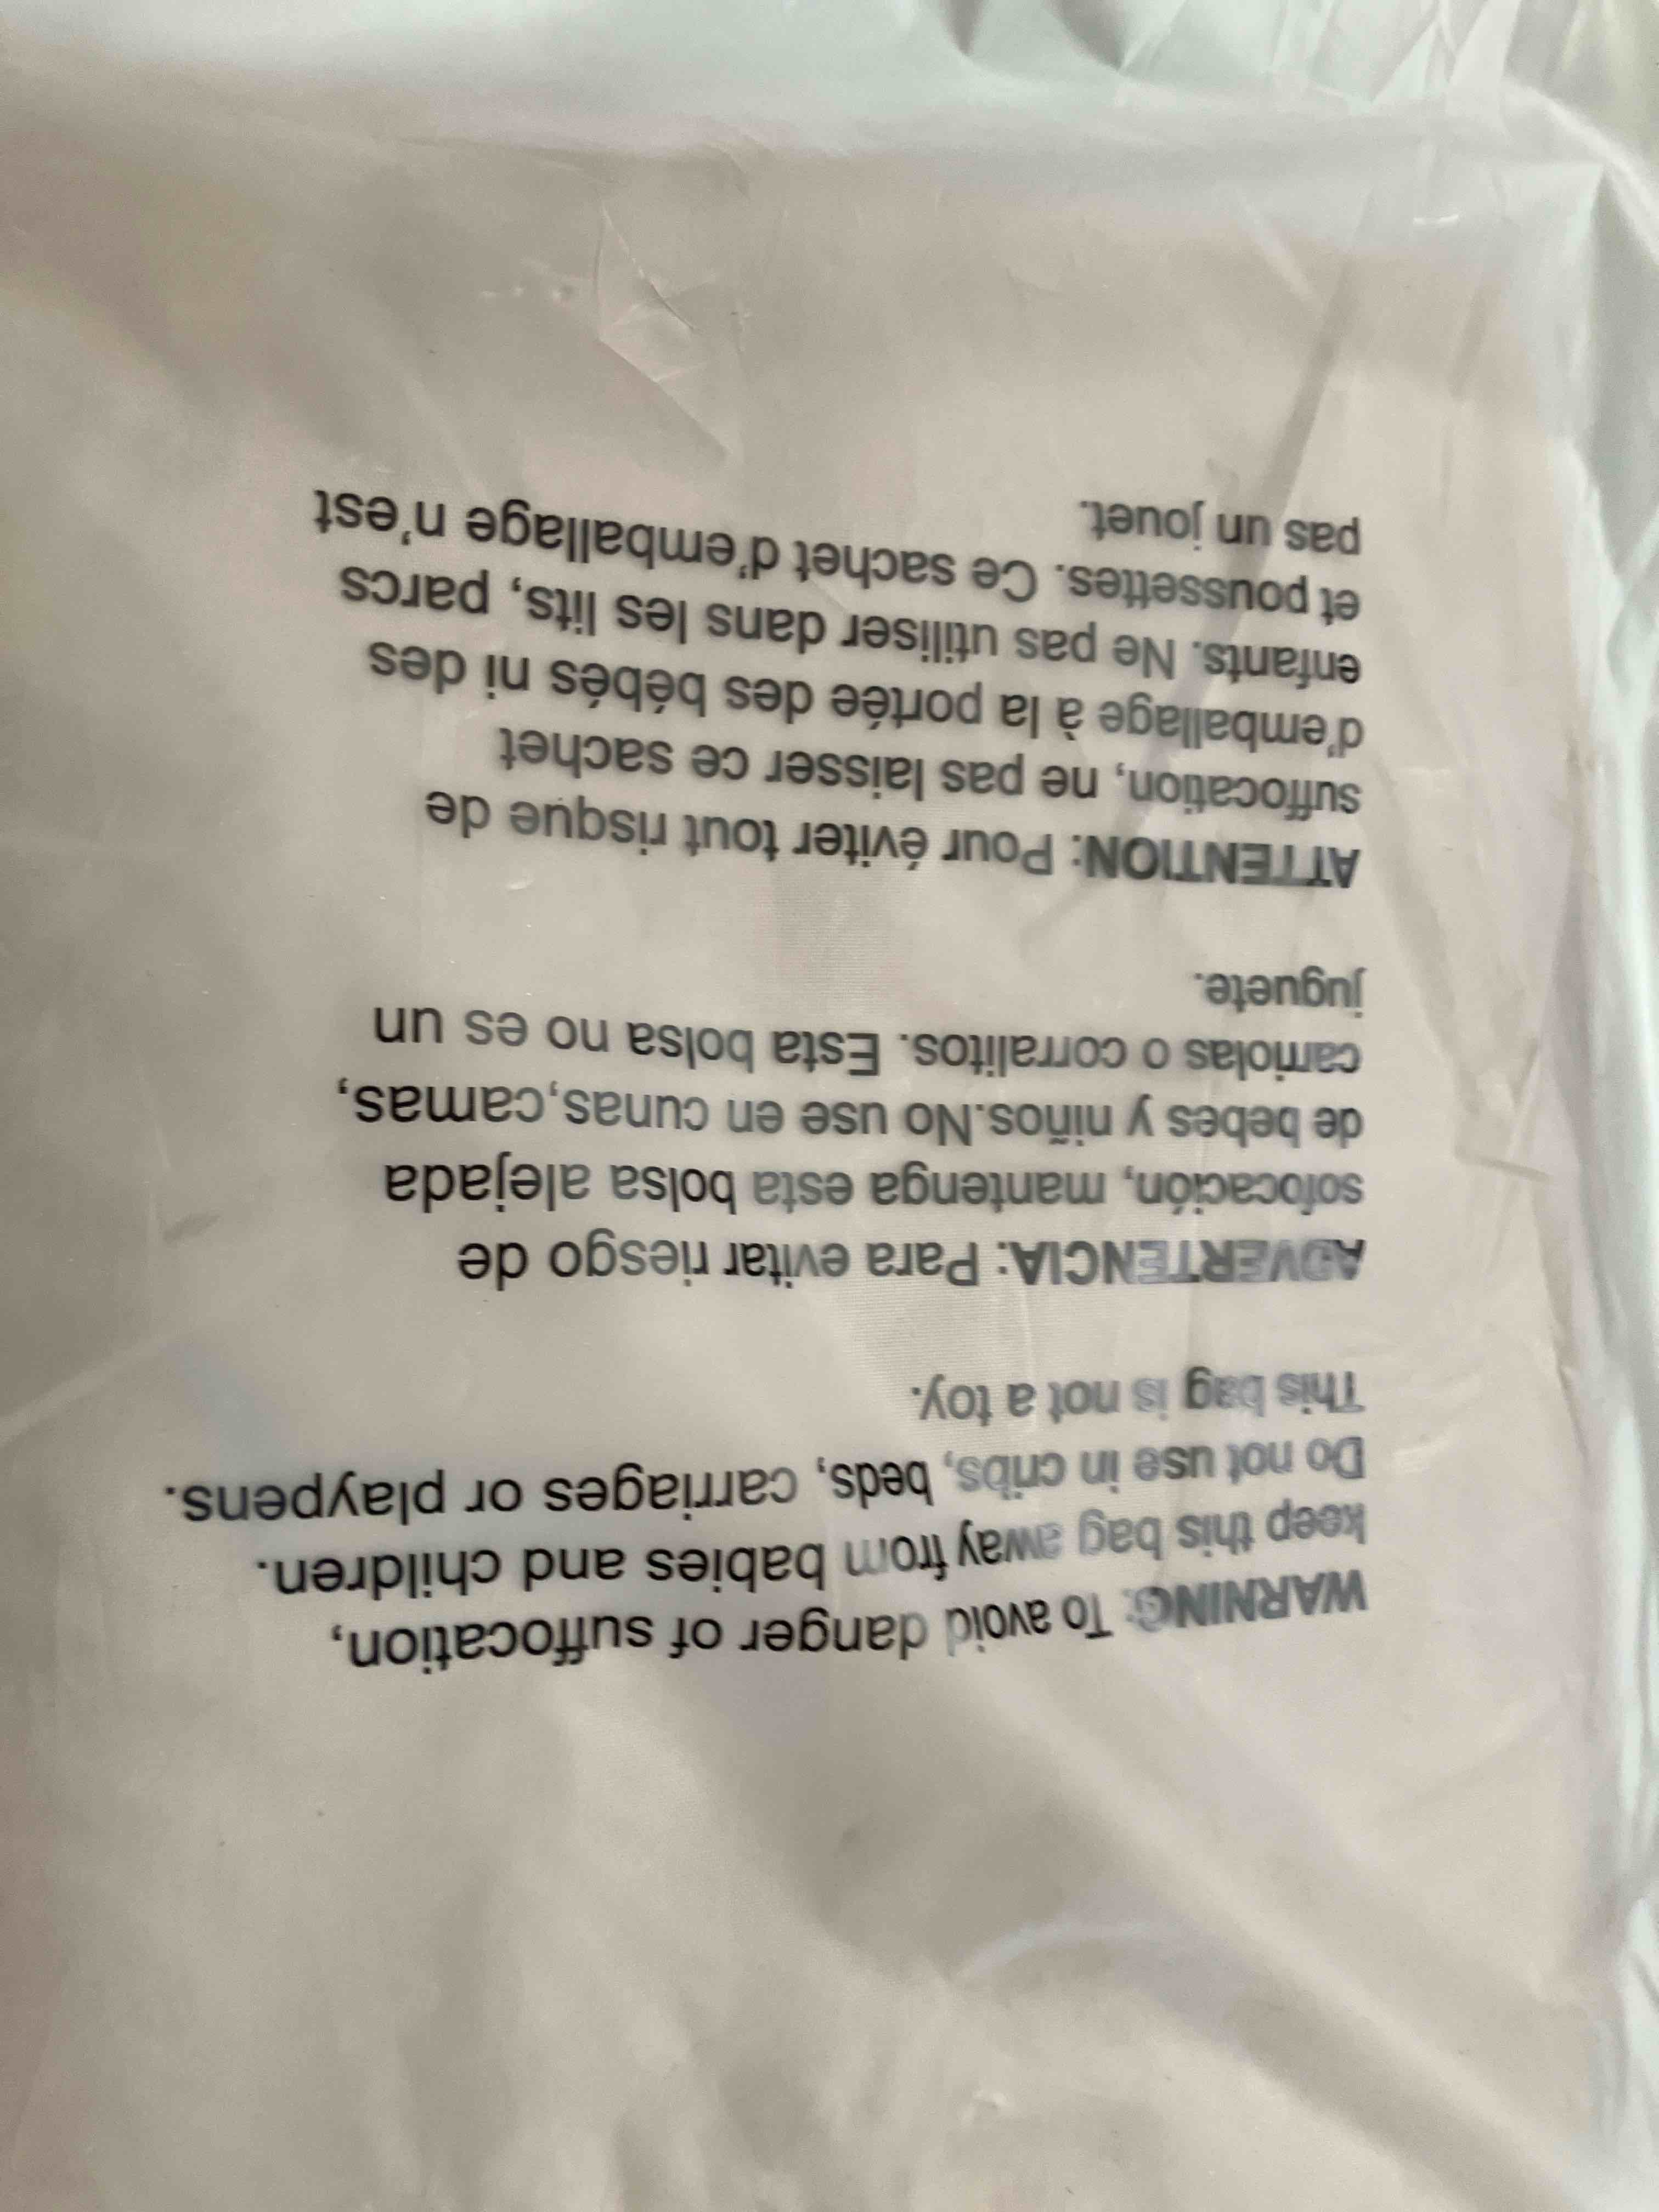 WARNING: To avoid danger of suffocation,
keep this bag away from babies and children.
Do not use in cribs, beds, carriages or playpens.
This bag is not a toy.
ADVERTENCIA: Para evitar riesgo de
sofocación, mantenga esta bolsa alejada
de bebes y niños.No use en cunas,camas,
carriolas o corralitos. Esta bolsa no es un
juguete.
ATTENTION: Pour éviter tout risque de
suffocation, ne pas laisser ce sachet
d'emballage à la portée des bébés ni des
enfants. Ne pas utiliser dans les lits, parcs
et poussettes. Ce sachet d'emballage n'est
pas un jouet.